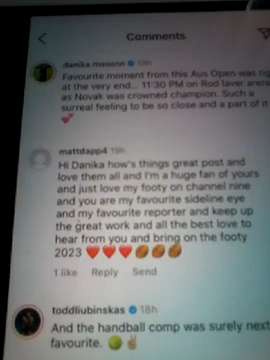 Comments
danika masonn
Favourite moment from this Aus Open was rig
at the very end... 11:30 PM on Rod laver arena
as Novak was crowned champion. Such a
surreal feeling to be so close and a part of it
💕
mattdapp4 19h
Hi Danika how's things great post and
love them all and I'm a huge fan of yours
and just love my footy on channel nine
and you are my favourite sideline eye
and my favourite reporter and keep up
the great work and all the best love to
hear from you and bring on the footy
2023 ❤️❤️❤️🏉🏉🏉
1 like Reply Send
toddliubinskas 18h
And the handball comp was surely next
favourite. 🎾✌🏼